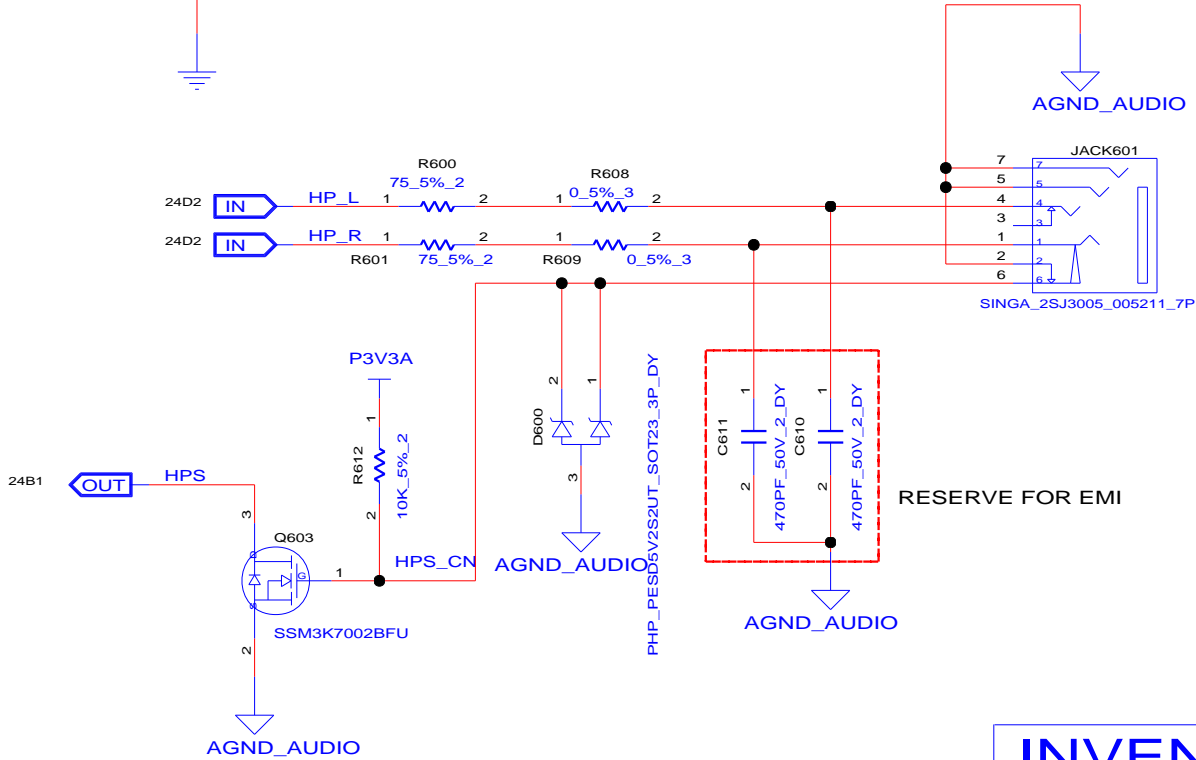 AGND_AUDIO
JACK601
R600
75_5%_2
R608
0_5%_3
24D2 IN HP_L 1 2 1 2
24D2 IN HP_R 1 2 1 2
R601 75_5%_2 R609 0_5%_3
7 7
5 5
4 4
3 3
1 1
2 2
6 6
SINGA_2SJ3005_005211_7P
P3V3A
1
R612
10K_5%_2
2
2
1
D600
3
PHP_PESD5V2S2UT_SOT23_3P_DY
AGND_AUDIO
1
C611
2
470PF_50V_2_DY
1
C610
2
470PF_50V_2_DY
RESERVE FOR EMI
AGND_AUDIO
24B1 OUT HPS
3
Q603
D
G
S
1
HPS_CN
SSM3K7002BFU
2
AGND_AUDIO
INVEN